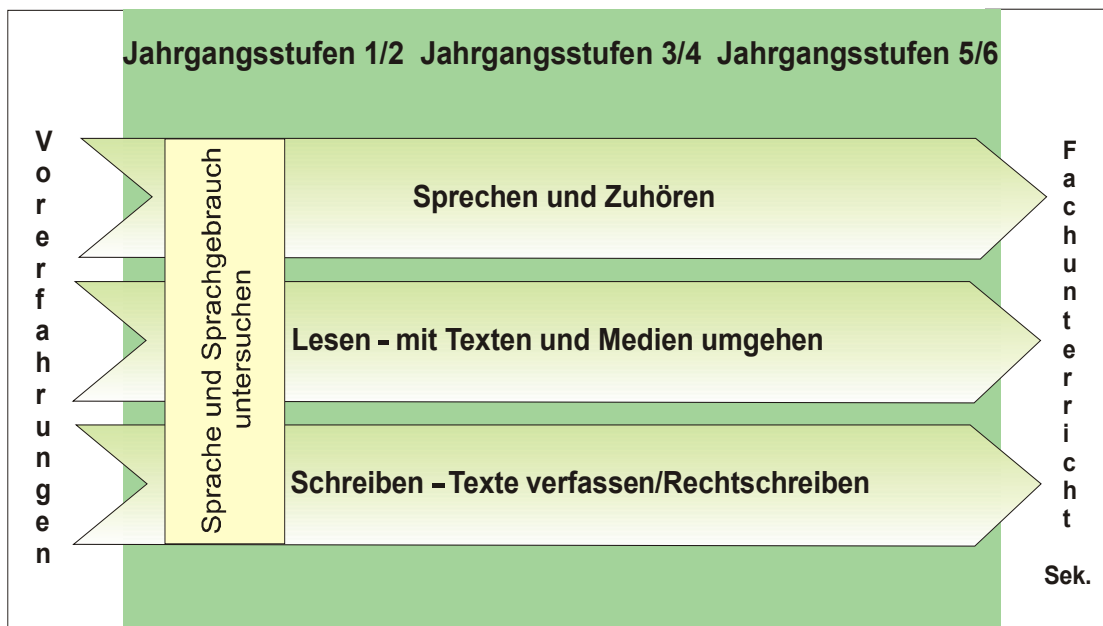 Jahrgangsstufen 1/2 Jahrgangsstufen 3/4 Jahrgangsstufen 5/6
Vorerfahrungen
Sprache und Sprachgebrauch
untersuchen
Sprechen und Zuhören
Lesen - mit Texten und Medien umgehen
Schreiben - Texte verfassen/Rechtschreiben
Fachunterricht
Sek.